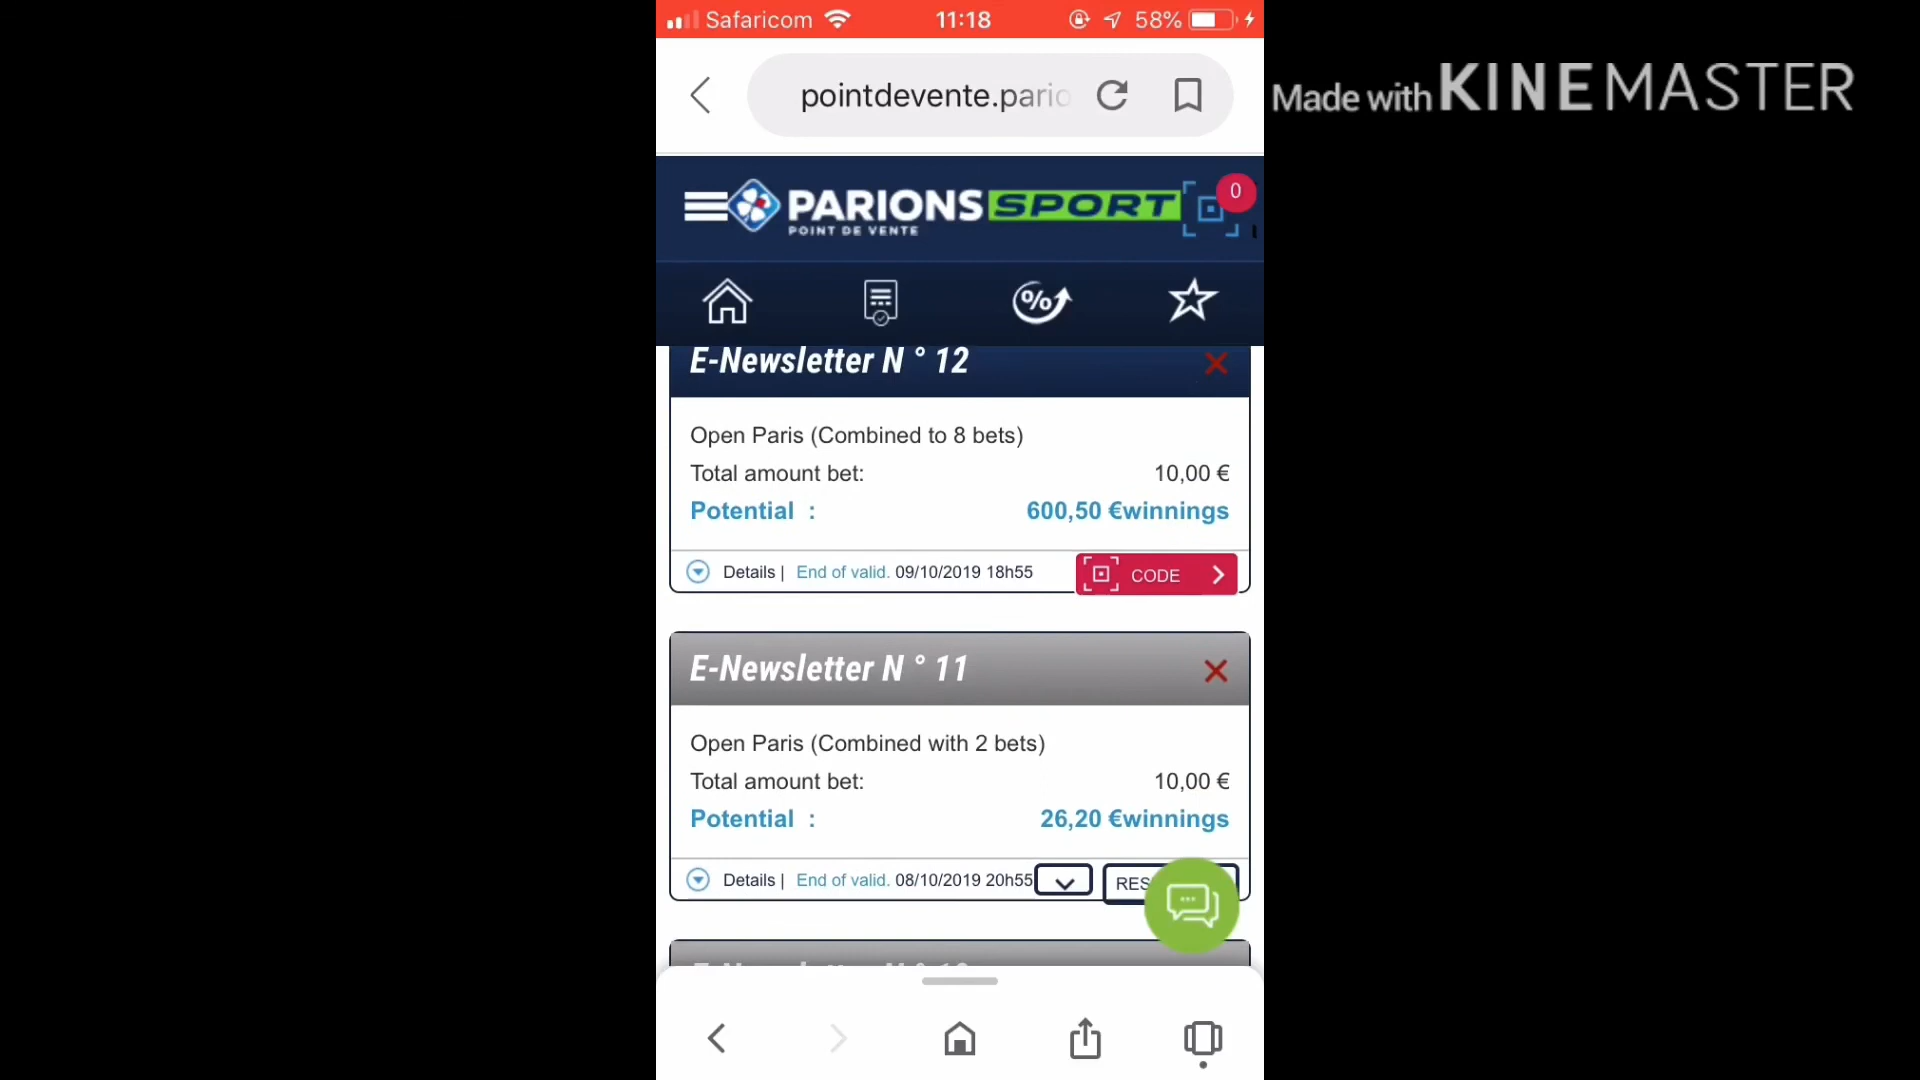 Safaricom 11:18 58%
pointdevente.pario
Made with KINEMASTER
PARIONS SPORT 0
POINT DE VENTE
%
E-Newsletter N ° 12
Open Paris (Combined to 8 bets)
Total amount bet: 10,00 €
Potential : 600,50 €winnings
Details | End of valid. 09/10/2019 18h55 CODE
E-Newsletter N ° 11
Open Paris (Combined with 2 bets)
Total amount bet: 10,00 €
Potential : 26,20 €winnings
Details | End of valid. 08/10/2019 20h55 RES